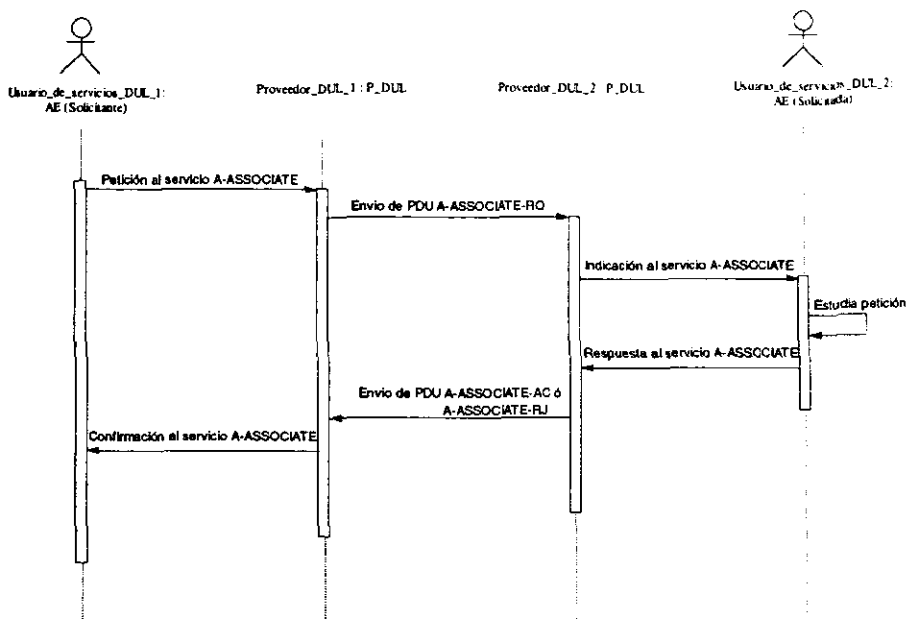 Usuario_de_servicios_DUL_1:
AE (Solicitante)
Proveedor_DUL_1 : P_DUL
Proveedor_DUL_2 : P_DUL
Usuario_de_servicios_DUL_2:
AE (Solicitada)
Petición al servicio A-ASSOCIATE
Envio de PDU A-ASSOCIATE-RQ
Indicación al servicio A-ASSOCIATE
Estudia petición
Respuesta al servicio A-ASSOCIATE
Envio de PDU A-ASSOCIATE-AC ó
A-ASSOCIATE-RJ
Confirmación al servicio A-ASSOCIATE